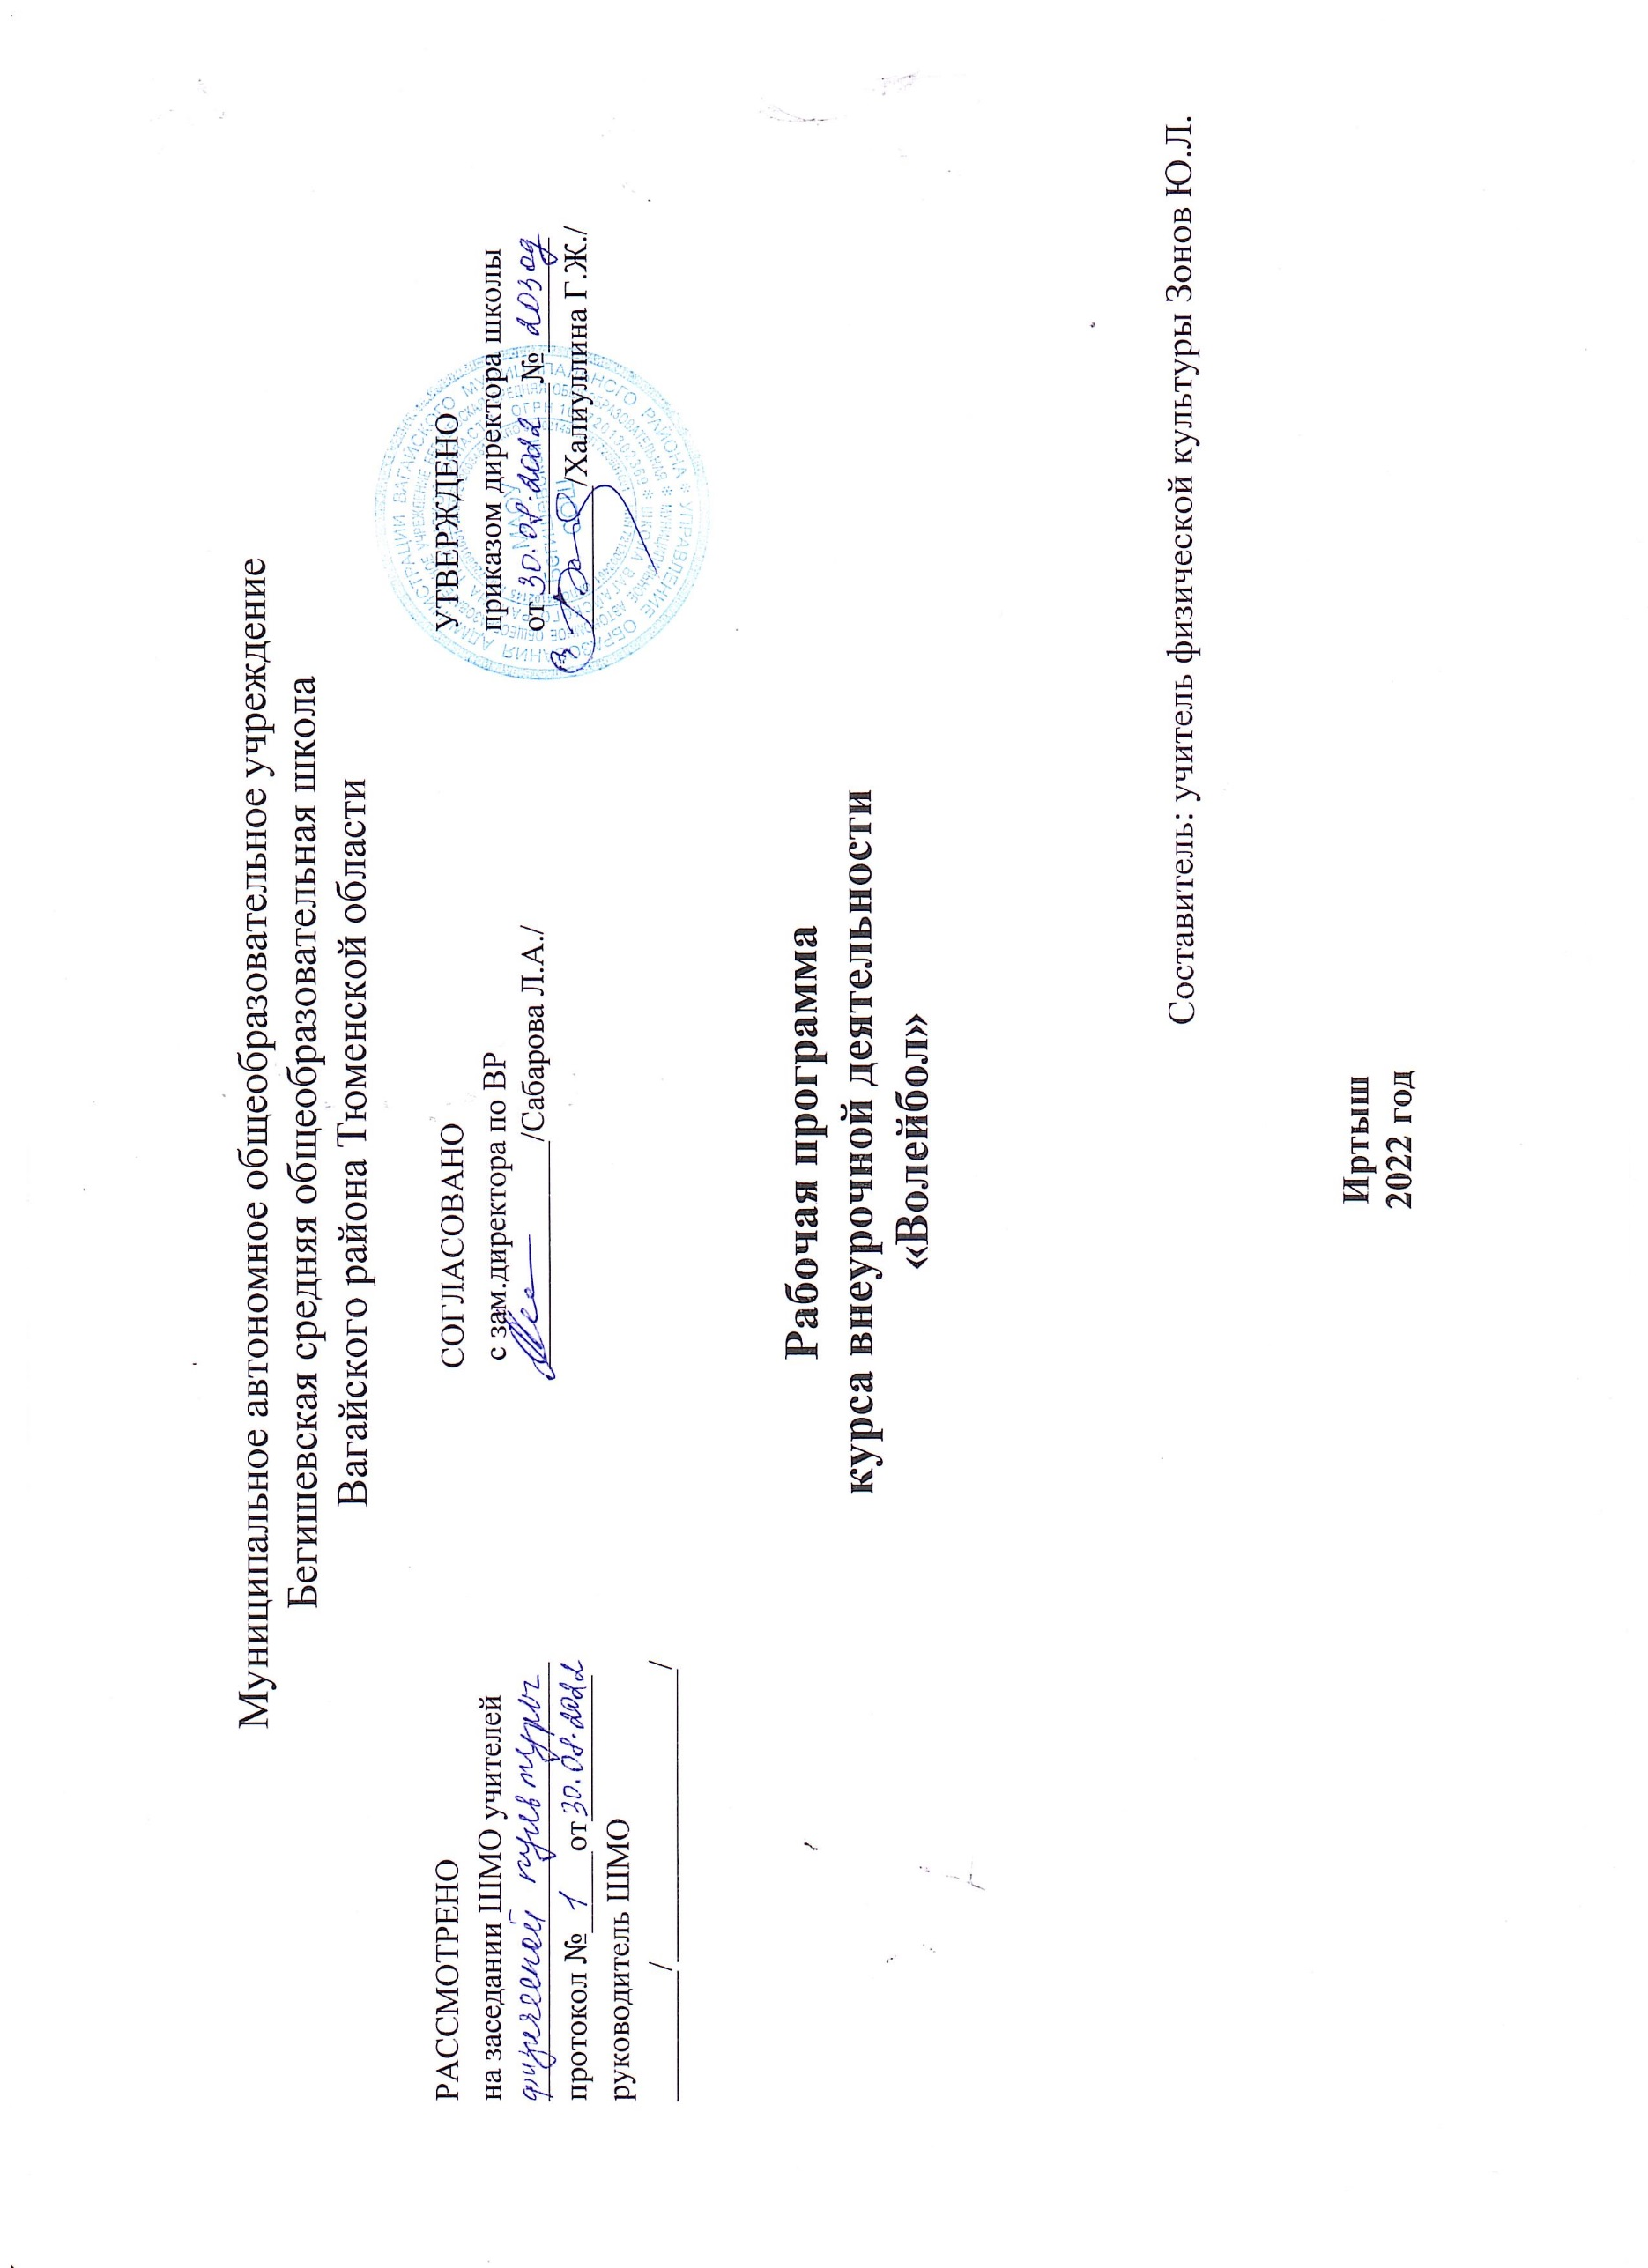 Муниципальное автономное общеобразовательное учреждение
Бегишевская средняя общеобразовательная школа
Вагайского района Тюменской области
РАССМОТРЕНО
на заседании ШМО учителей
физической культуры
протокол № 1 от 30.08.2022
руководитель ШМО
/ /
СОГЛАСОВАНО
с зам.директора по ВР
/Сабарова Л.А./
УТВЕРЖДЕНО
приказом директора школы
от 30.08.2022 № 203 од
/Халиуллина Г.Ж./
Рабочая программа
курса внеурочной деятельности
«Волейбол»
Составитель: учитель физической культуры Зонов Ю.Л.
Иртыш
2022 год